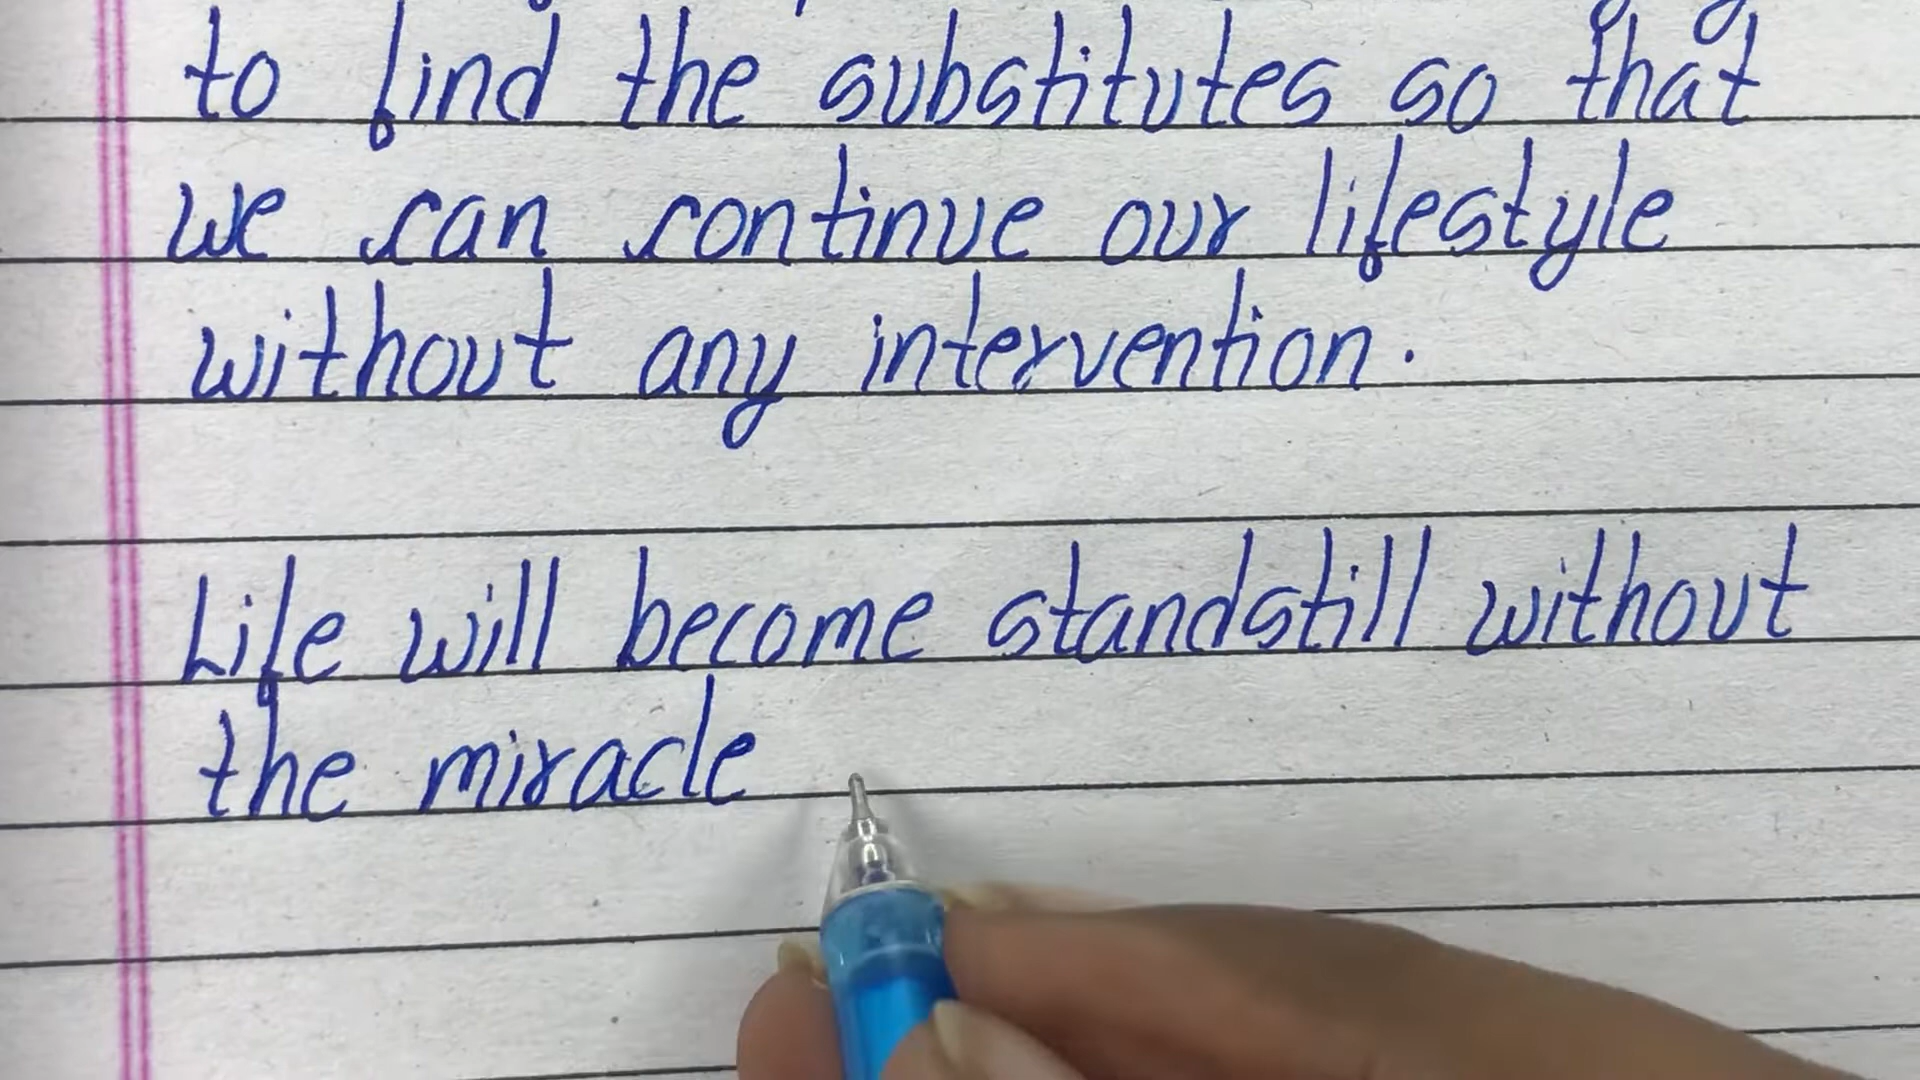 to find the substitutes so that
we can continue our lifestyle
without any intervention.
Life will become standstill without
the miracle